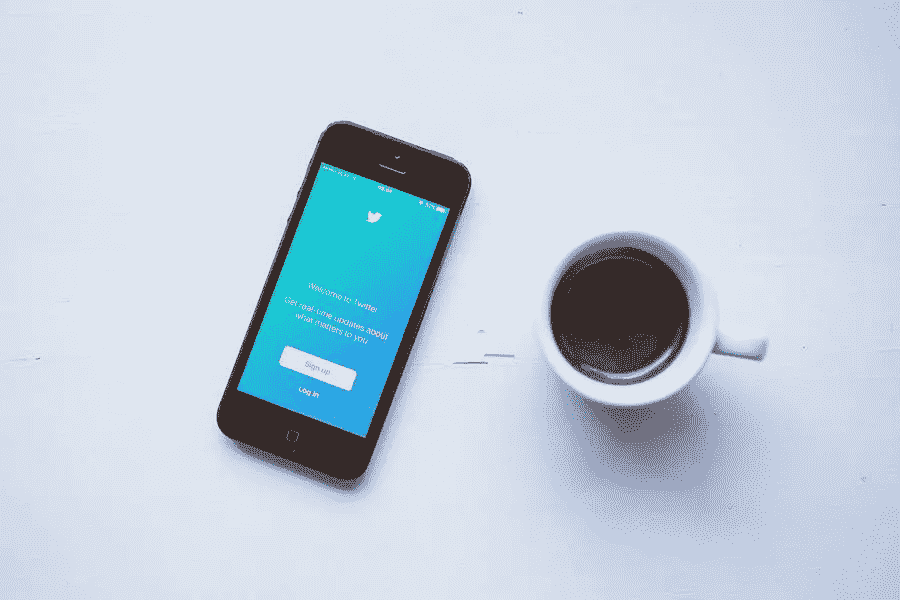 Welcome to Twitter
Get real-time updates about
what matters to you
Sign up
Log in